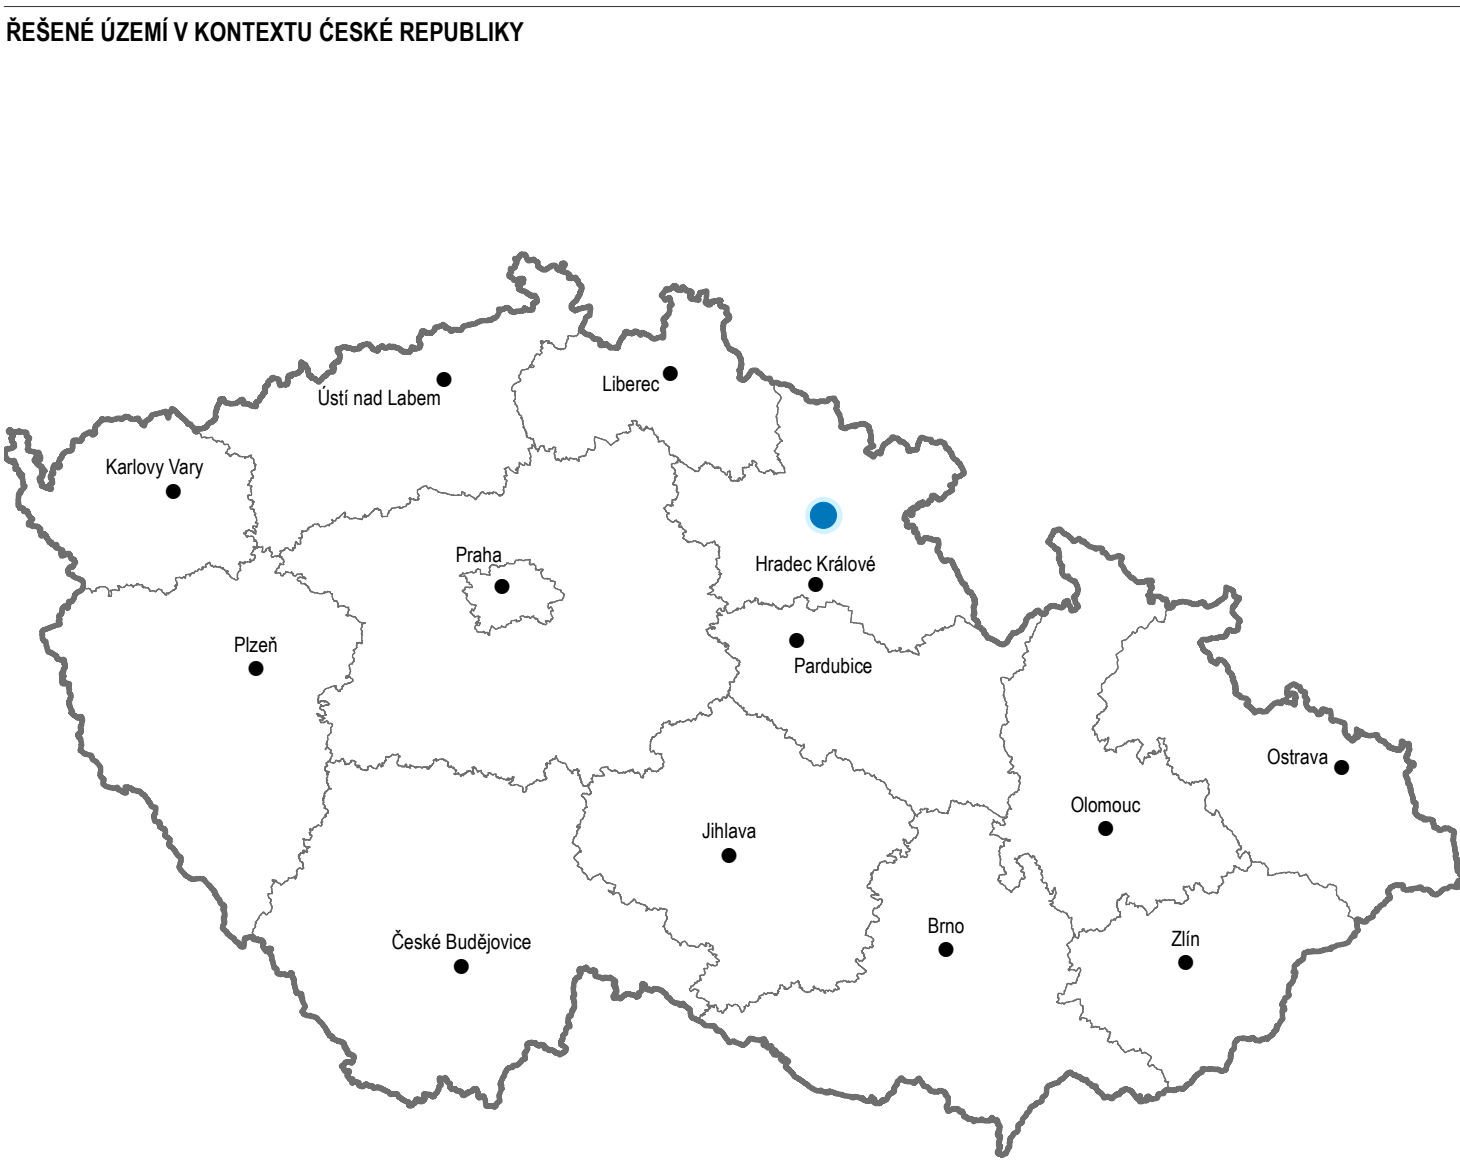 ŘEŠENÉ ÚZEMÍ V KONTEXTU ĆESKÉ REPUBLIKY
Liberec
Ústí nad Labem
Karlovy Vary
Praha
Hradec Králové
Plzeň
Pardubice
Ostrava
Olomouc
Jihlava
Brno
Zlín
České Budějovice